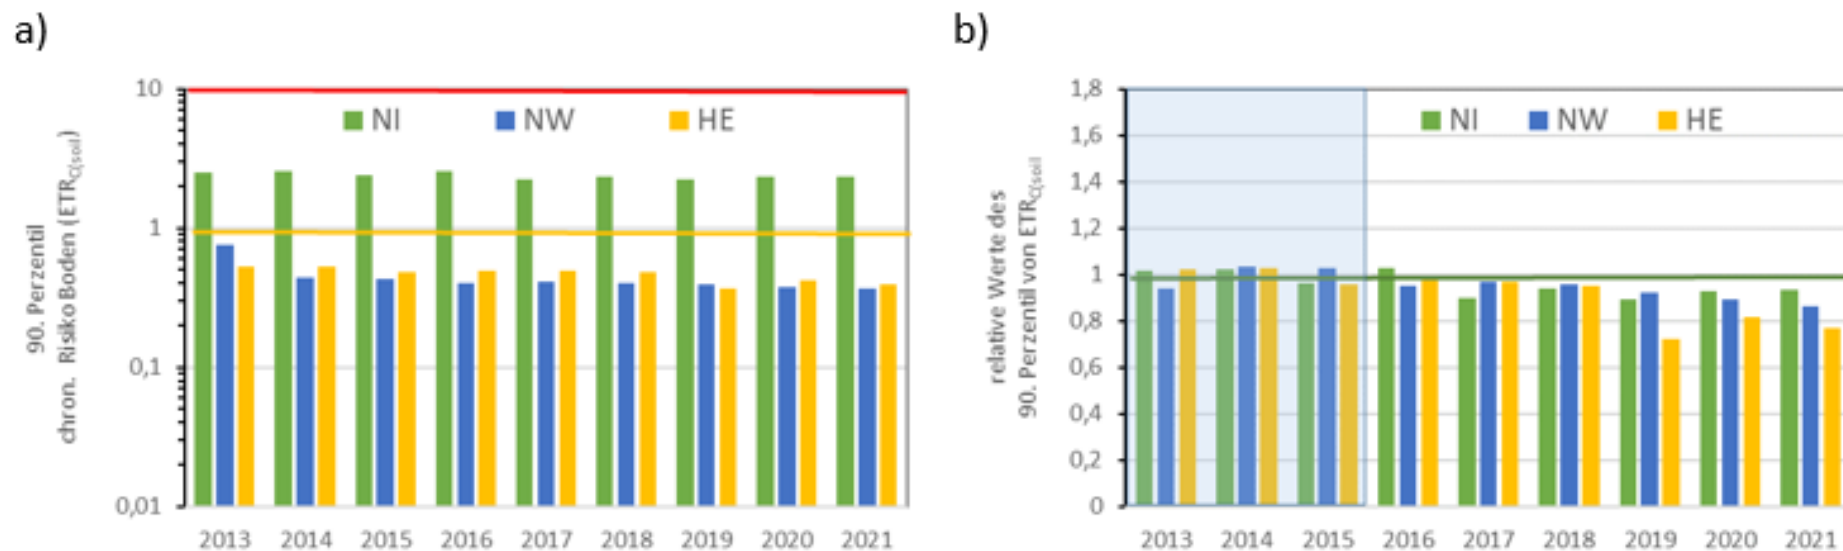 a)
90. Perzentil
chron. Risiko Boden (ETRC(soil)
10
1
0,1
0,01
NI NW HE
2013 2014 2015 2016 2017 2018 2019 2020 2021
b)
relative Werte des
90. Perzentil von ETRC(soil
1,8
1,6
1,4
1,2
1
0,8
0,6
0,4
0,2
0
NI NW HE
2013 2014 2015 2016 2017 2018 2019 2020 2021